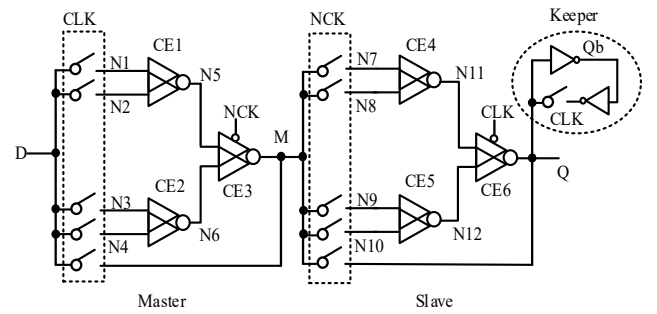 CLK
NCK
Keeper
N1
CE1
N5
N2
NCK
M
D
CE3
N3
CE2
N4
N6
N7
CE4
N11
N8
CLK
CE6
Q
N9
CE5
N10
N12
Qb
CLK
Master
Slave